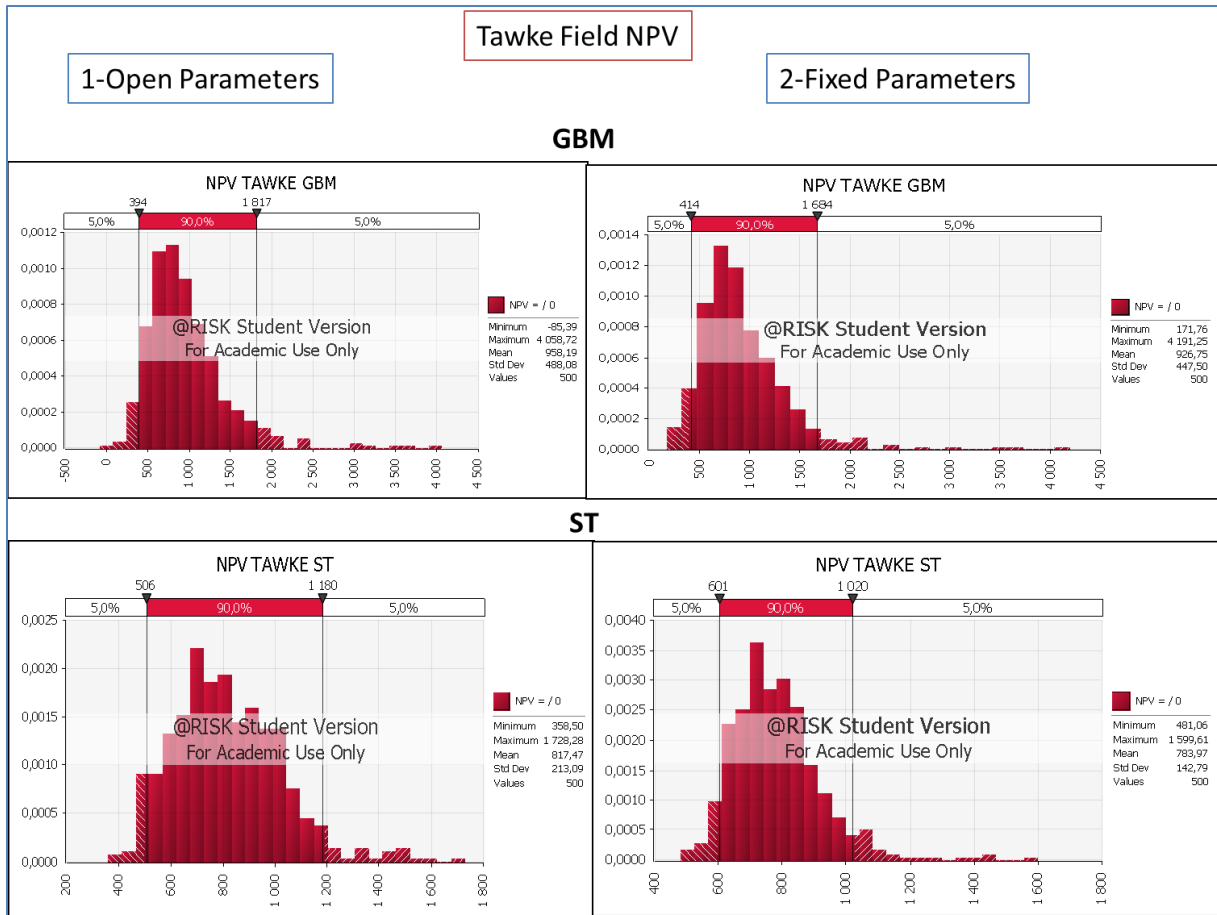 Tawke Field NPV
1-Open Parameters
2-Fixed Parameters
GBM
NPV TAWKE GBM
394 1 817
5,0% 90,0% 5,0%
0,0012
0,0010
0,0008
0,0006
0,0004
0,0002
0,0000
-500 0 500 1 000 1 500 2 000 2 500 3 000 3 500 4 000 4 500
@RISK Student Version
For Academic Use Only
NPV = / 0
Minimum -85,39
Maximum 4 058,72
Mean 958,19
Std Dev 488,08
Values 500
NPV TAWKE GBM
414 1 684
5,0% 90,0% 5,0%
0,0014
0,0012
0,0010
0,0008
0,0006
0,0004
0,0002
0,0000
0 500 1 000 1 500 2 000 2 500 3 000 3 500 4 000 4 500
@RISK Student Version
For Academic Use Only
NPV = / 0
Minimum 171,76
Maximum 4 191,25
Mean 926,75
Std Dev 447,50
Values 500
ST
NPV TAWKE ST
506 1 180
5,0% 90,0% 5,0%
0,0025
0,0020
0,0015
0,0010
0,0005
0,0000
200 400 600 800 1 000 1 200 1 400 1 600 1 800
@RISK Student Version
For Academic Use Only
NPV = / 0
Minimum 358,50
Maximum 1 728,28
Mean 817,47
Std Dev 213,09
Values 500
NPV TAWKE ST
601 1 020
5,0% 90,0% 5,0%
0,0040
0,0035
0,0030
0,0025
0,0020
0,0015
0,0010
0,0005
0,0000
400 600 800 1 000 1 200 1 400 1 600 1 800
@RISK Student Version
For Academic Use Only
NPV = / 0
Minimum 481,06
Maximum 1 599,61
Mean 783,97
Std Dev 142,79
Values 500